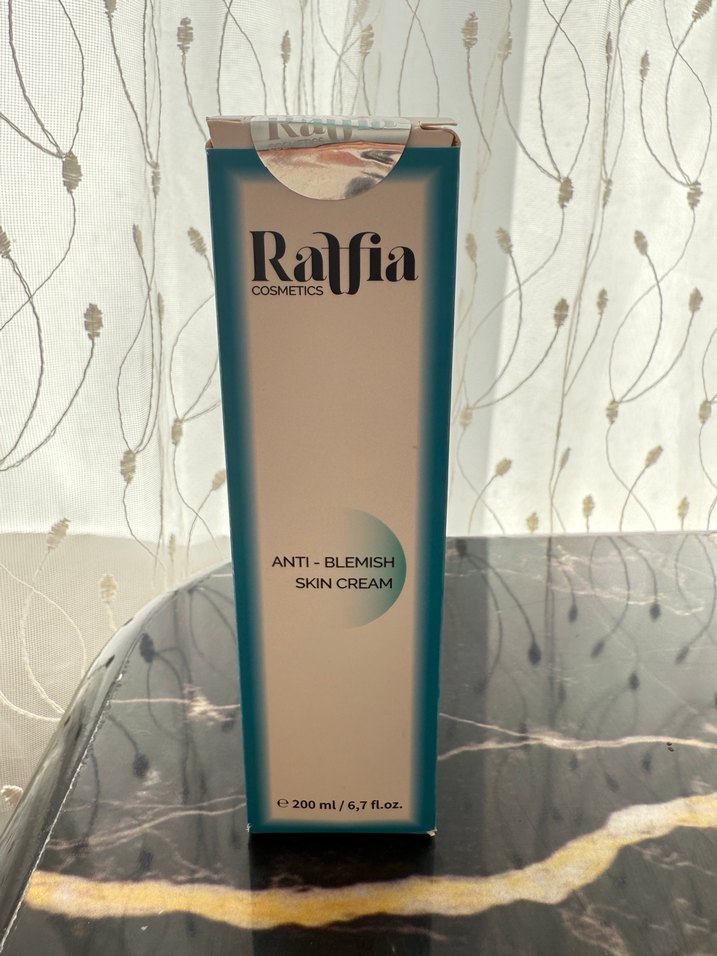 Raffia
COSMETICS
ANTI - BLEMISH
SKIN CREAM
℮ 200 ml / 6,7 fl.oz.